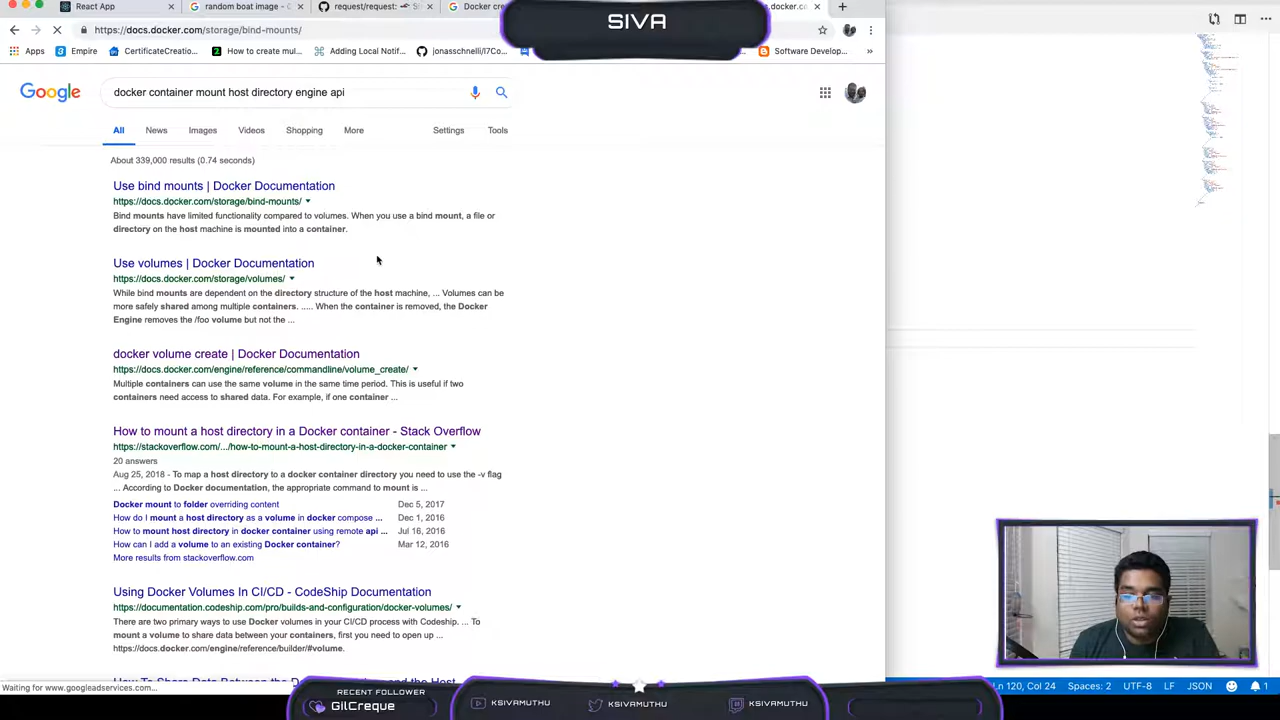 React App
random boat image - G
request/request:
Docker cre
s.docker.co
SIVA
https://docs.docker.com/storage/bind-mounts/
Apps
Empire
CertificateCreatio...
How to create mul...
Adding Local Notif...
jonasschnelli/I7Co...
Software Develop...
»
Google
docker container mount host directory engine api
All
News
Images
Videos
Shopping
More
Settings
Tools
About 339,000 results (0.74 seconds)
Use bind mounts | Docker Documentation
https://docs.docker.com/storage/bind-mounts/
Bind mounts have limited functionality compared to volumes. When you use a bind mount, a file or
directory on the host machine is mounted into a container.
Use volumes | Docker Documentation
https://docs.docker.com/storage/volumes/
While bind mounts are dependent on the directory structure of the host machine, ... Volumes can be
more safely shared among multiple containers. ..... When the container is removed, the Docker
Engine removes the /foo volume but not the ...
docker volume create | Docker Documentation
https://docs.docker.com/engine/reference/commandline/volume_create/
Multiple containers can use the same volume in the same time period. This is useful if two
containers need access to shared data. For example, if one container ...
How to mount a host directory in a Docker container - Stack Overflow
https://stackoverflow.com/.../how-to-mount-a-host-directory-in-a-docker-container
20 answers
Aug 25, 2018 - To map a host directory to a docker container directory you need to use the -v flag
... According to Docker documentation, the appropriate command to mount is ...
Docker mount to folder overriding content Dec 5, 2017
How do I mount a host directory as a volume in docker compose ... Dec 1, 2016
How to mount host directory in docker container using remote api ... Jul 16, 2016
How can I add a volume to an existing Docker container? Mar 12, 2016
More results from stackoverflow.com
Using Docker Volumes In CI/CD - CodeShip Documentation
https://documentation.codeship.com/pro/builds-and-configuration/docker-volumes/
There are two primary ways to use Docker volumes in your CI/CD process with Codeship. ... To
mount a volume to share data between your containers, first you need to open up ...
https://docs.docker.com/engine/reference/builder/#volume.
How To Share Data Between the Docker Container and the Host
Waiting for www.googleadservices.com...
Ln 120, Col 24
Spaces: 2
UTF-8
LF
JSON
1
RECENT FOLLOWER
GilCreque
KSIVAMUTHU
KSIVAMUTHU
KSIVAMUTHU